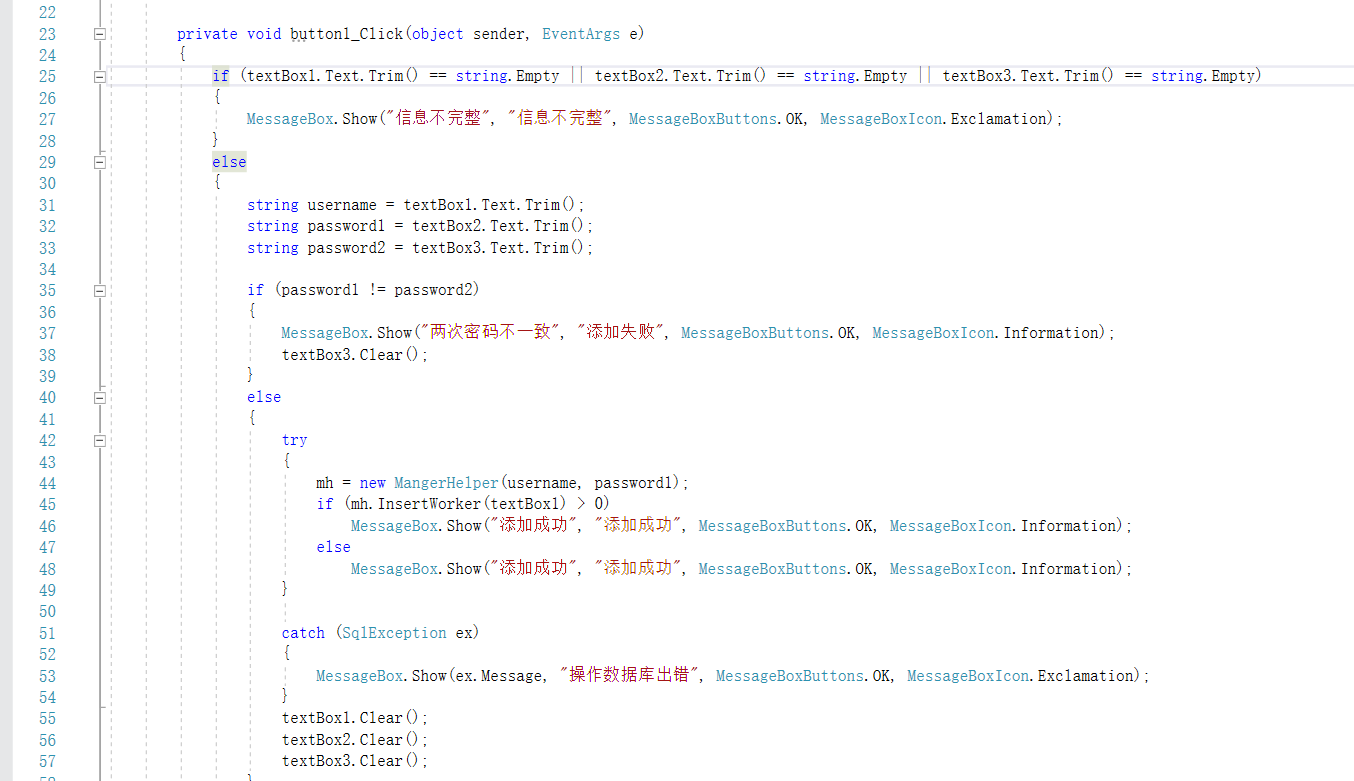 22
23 private void button1_Click(object sender, EventArgs e)
24 {
25 if (textBox1.Text.Trim() == string.Empty || textBox2.Text.Trim() == string.Empty || textBox3.Text.Trim() == string.Empty)
26 {
27 MessageBox.Show("信息不完整", "信息不完整", MessageBoxButtons.OK, MessageBoxIcon.Exclamation);
28 }
29 else
30 {
31 string username = textBox1.Text.Trim();
32 string password1 = textBox2.Text.Trim();
33 string password2 = textBox3.Text.Trim();
34
35 if (password1 != password2)
36 {
37 MessageBox.Show("两次密码不一致", "添加失败", MessageBoxButtons.OK, MessageBoxIcon.Information);
38 textBox3.Clear();
39 }
40 else
41 {
42 try
43 {
44 mh = new MangerHelper(username, password1);
45 if (mh.InsertWorker(textBox1) > 0)
46 MessageBox.Show("添加成功", "添加成功", MessageBoxButtons.OK, MessageBoxIcon.Information);
47 else
48 MessageBox.Show("添加成功", "添加成功", MessageBoxButtons.OK, MessageBoxIcon.Information);
49 }
50
51 catch (SqlException ex)
52 {
53 MessageBox.Show(ex.Message, "操作数据库出错", MessageBoxButtons.OK, MessageBoxIcon.Exclamation);
54 }
55 textBox1.Clear();
56 textBox2.Clear();
57 textBox3.Clear();